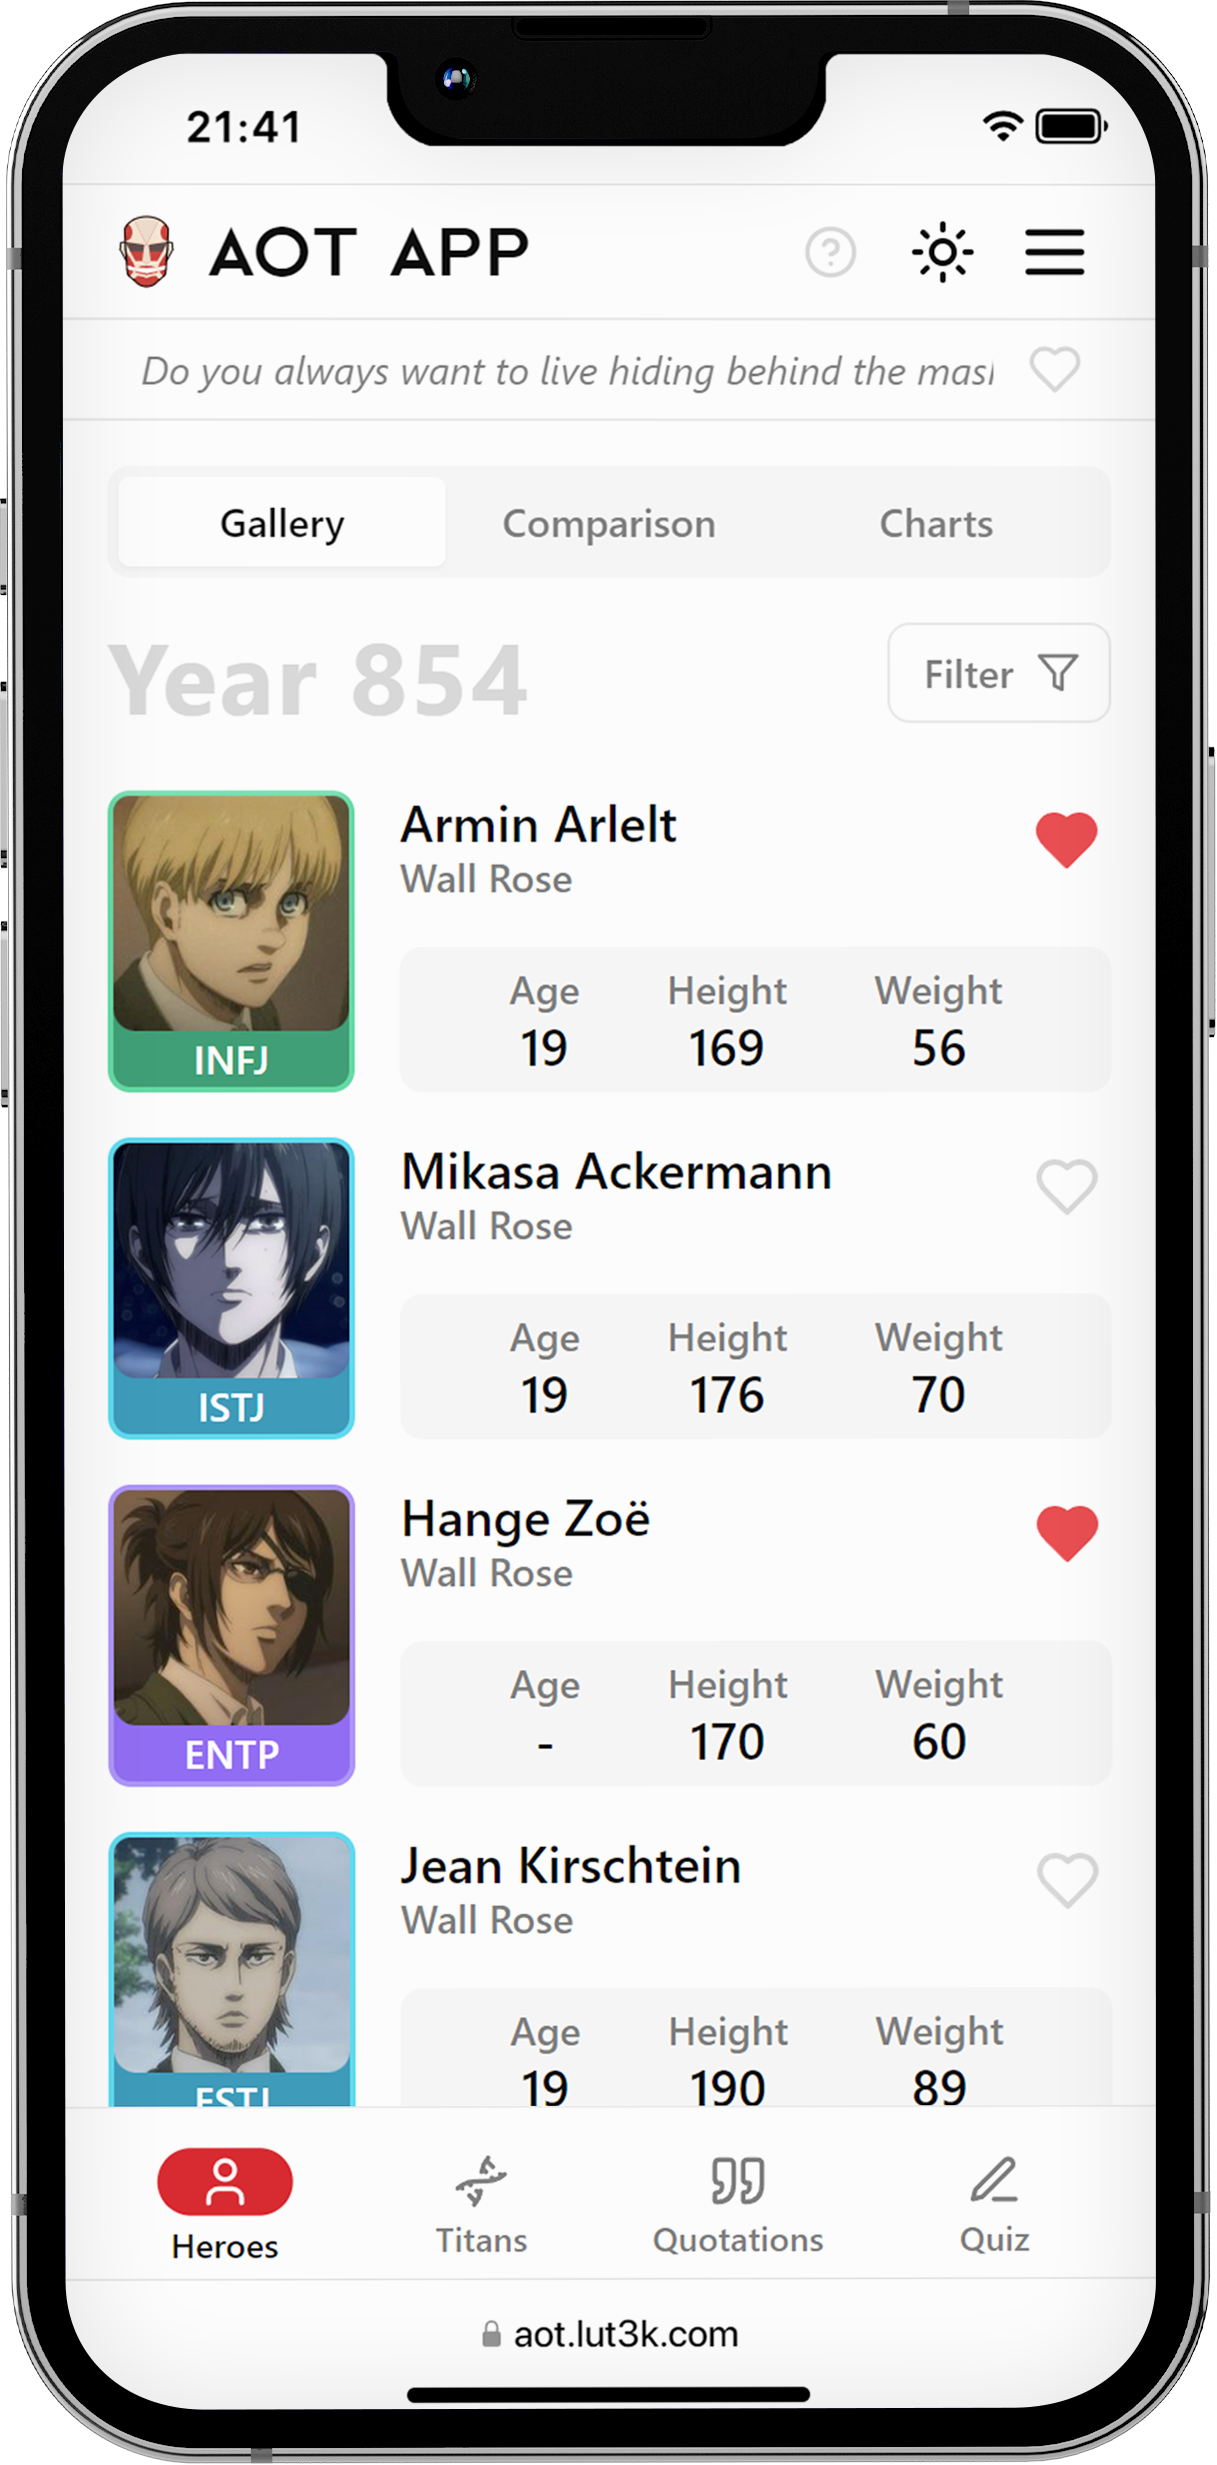 21:41
AOT APP
Do you always want to live hiding behind the
Gallery Comparison Charts
Year 854
Filter
Armin Arlelt
Wall Rose
Age Height Weight
19 169 56
INFJ
Mikasa Ackermann
Wall Rose
Age Height Weight
19 176 70
ISTJ
Hange Zoë
Wall Rose
Age Height Weight
- 170 60
ENTP
Jean Kirschtein
Wall Rose
Age Height Weight
19 190 89
Heroes Titans Quotations Quiz
aot.lut3k.com